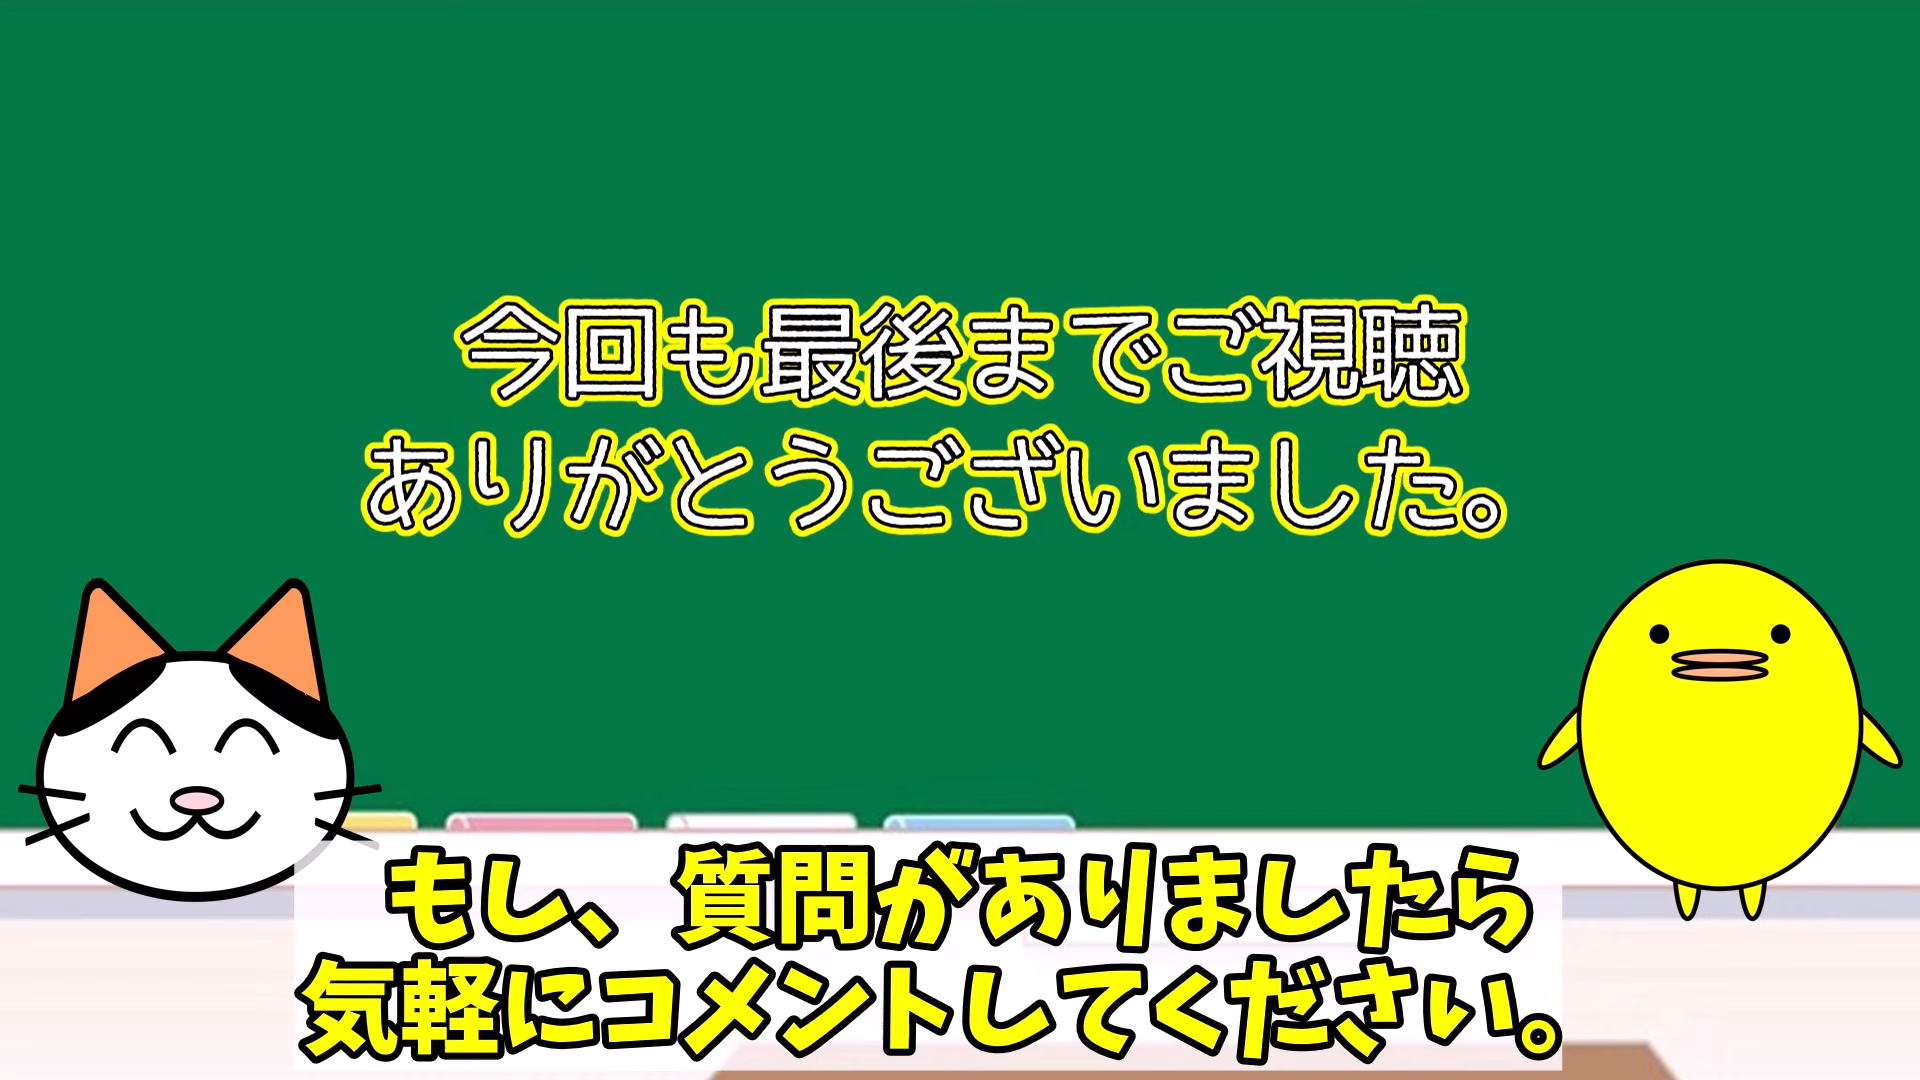 今回も最後までご視聴
ありがとうございました。
もし、質問がありましたら
気軽にコメントしてください。